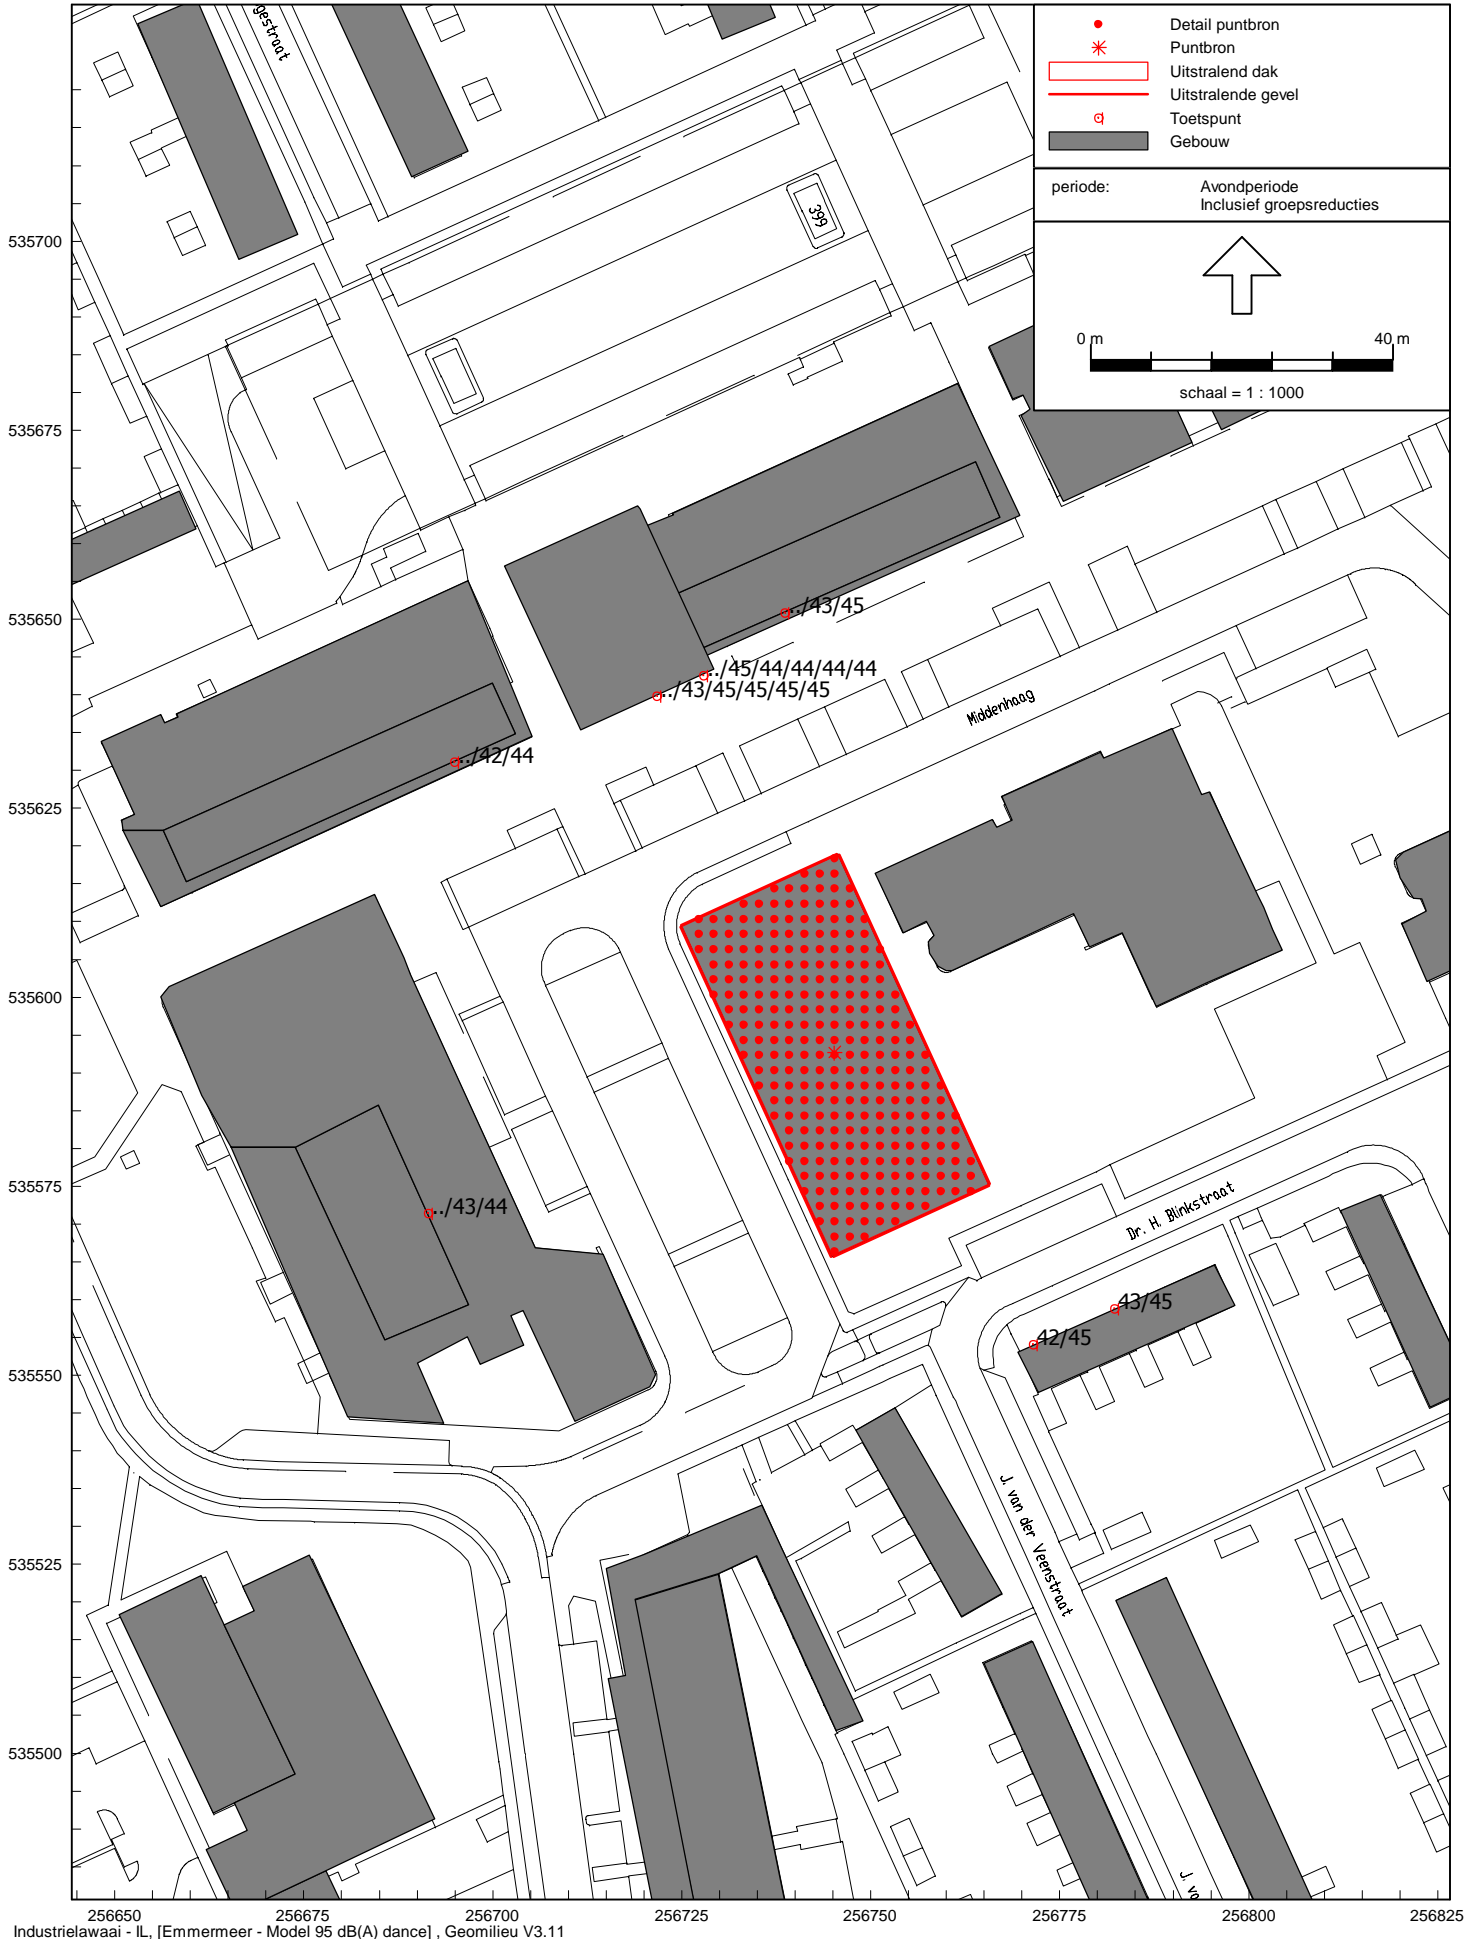 gestraat
Detail puntbron
Puntbron
Uitstralend dak
Uitstralende gevel
Toetspunt
Gebouw
periode:
Avondperiode
Inclusief groepsreducties
0 m
40 m
schaal = 1 : 1000
399
535700
535675
535650
535625
535600
535575
535550
535525
535500
../43/45
../45/44/44/44/44
../43/45/45/45/45
../42/44
Middenhaag
../43/44
Dr. H. Blinkstraat
43/45
42/45
J. van der Veenstraat
J. va
256650
256675
256700
256725
256750
256775
256800
256825
Industrielawaai - IL, [Emmermeer - Model 95 dB(A) dance] , Geomilieu V3.11